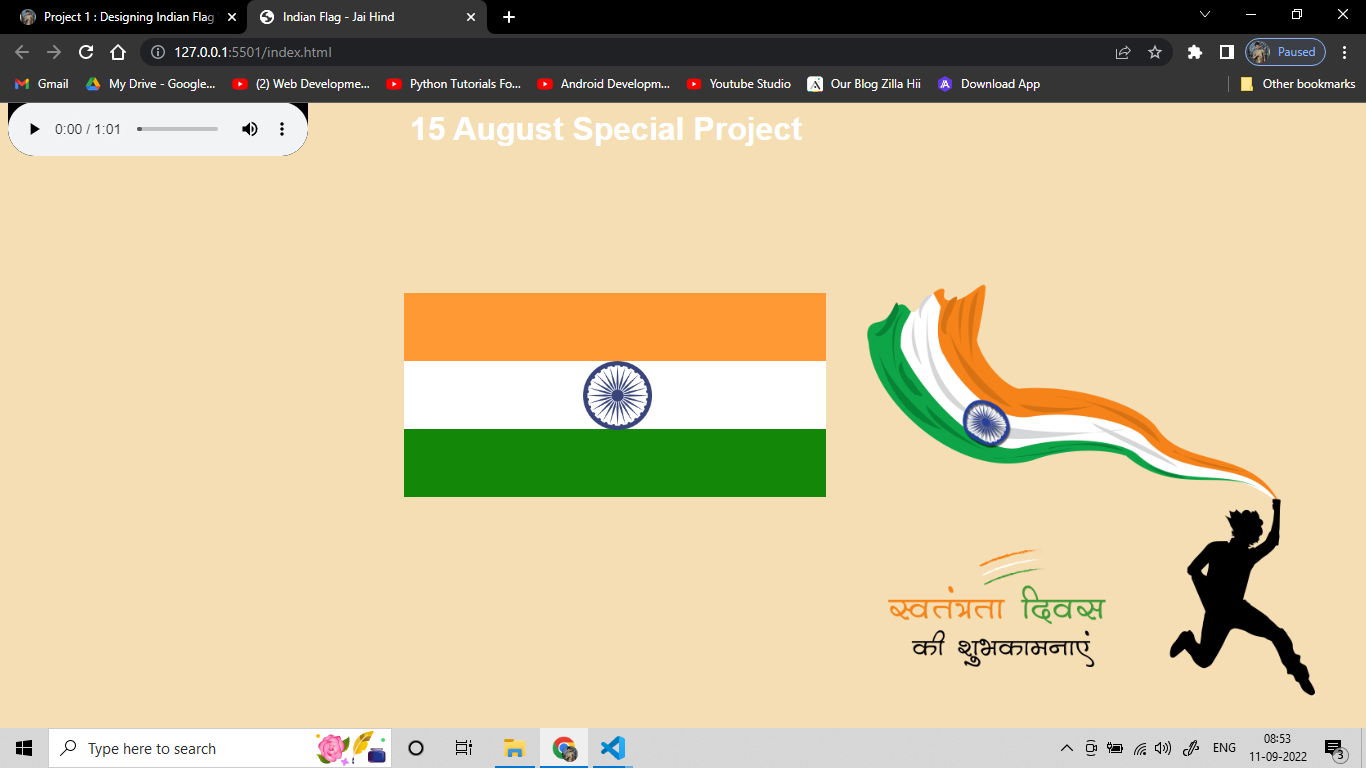 Project 1 : Designing Indian Flag
Indian Flag - Jai Hind
127.0.0.1:5501/index.html
Paused
Gmail
My Drive - Google...
(2) Web Developme...
Python Tutorials Fo...
Android Developm...
Youtube Studio
Our Blog Zilla Hii
Download App
Other bookmarks
0:00 / 1:01
15 August Special Project
स्वतंत्रता दिवस
की शुभकामनाएं
Type here to search
ENG
08:53
11-09-2022
3